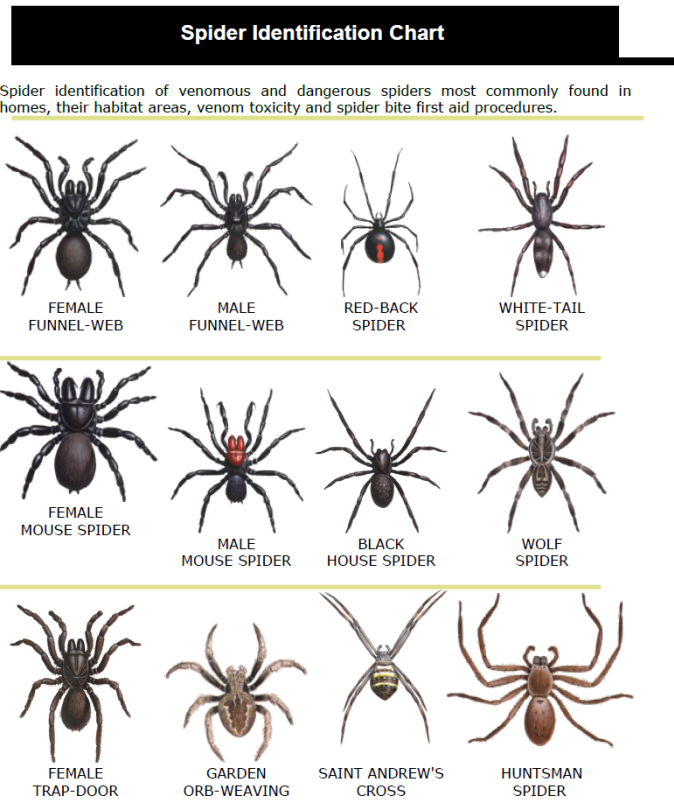 Spider Identification Chart
Spider identification of venomous and dangerous spiders most commonly found in
homes, their habitat areas, venom toxicity and spider bite first aid procedures.
FEMALE
FUNNEL-WEB
MALE
FUNNEL-WEB
RED-BACK
SPIDER
WHITE-TAIL
SPIDER
FEMALE
MOUSE SPIDER
MALE
MOUSE SPIDER
BLACK
HOUSE SPIDER
WOLF
SPIDER
FEMALE
TRAP-DOOR
GARDEN
ORB-WEAVING
SAINT ANDREW'S
CROSS
HUNTSMAN
SPIDER